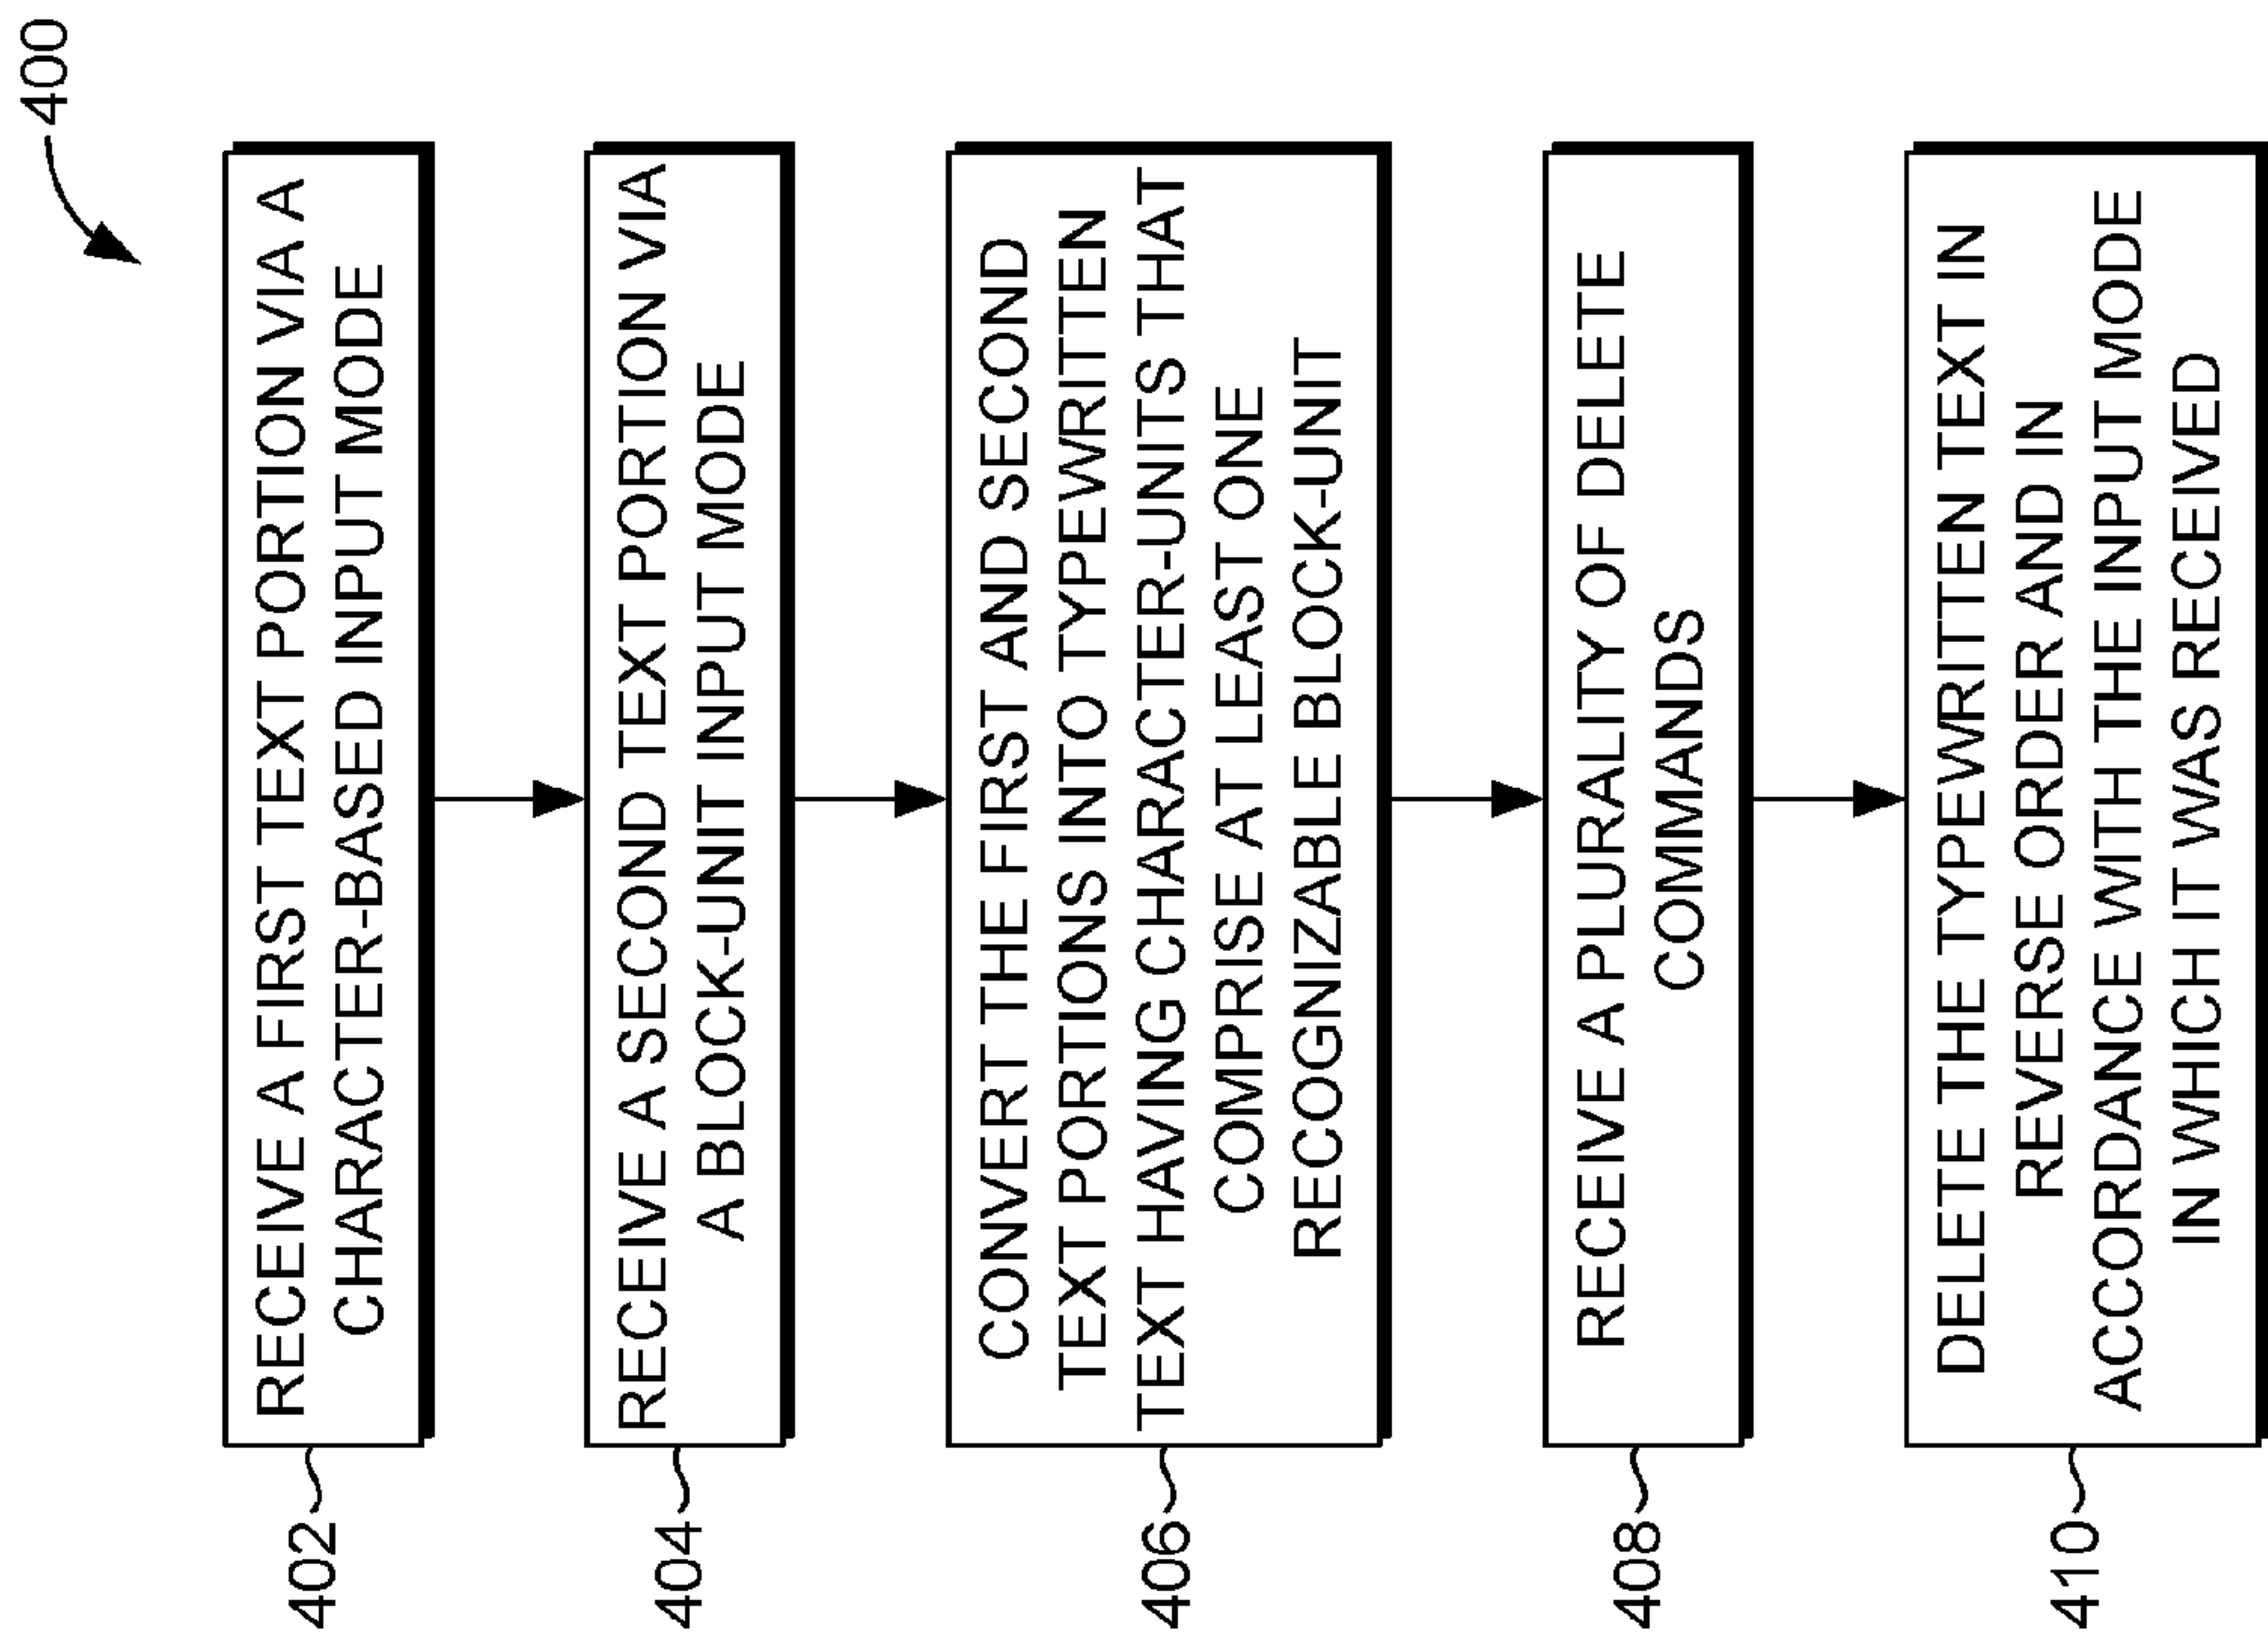 400
402
RECEIVE A FIRST TEXT PORTION VIA A
CHARACTER-BASED INPUT MODE
404
RECEIVE A SECOND TEXT PORTION VIA
A BLOCK-UNIT INPUT MODE
406
CONVERT THE FIRST AND SECOND
TEXT PORTIONS INTO TYPEWRITTEN
TEXT HAVING CHARACTER-UNITS THAT
COMPRISE AT LEAST ONE
RECOGNIZABLE BLOCK-UNIT
408
RECEIVE A PLURALITY OF DELETE
COMMANDS
410
DELETE THE TYPEWRITTEN TEXT IN
REVERSE ORDER AND IN
ACCORDANCE WITH THE INPUT MODE
IN WHICH IT WAS RECEIVED